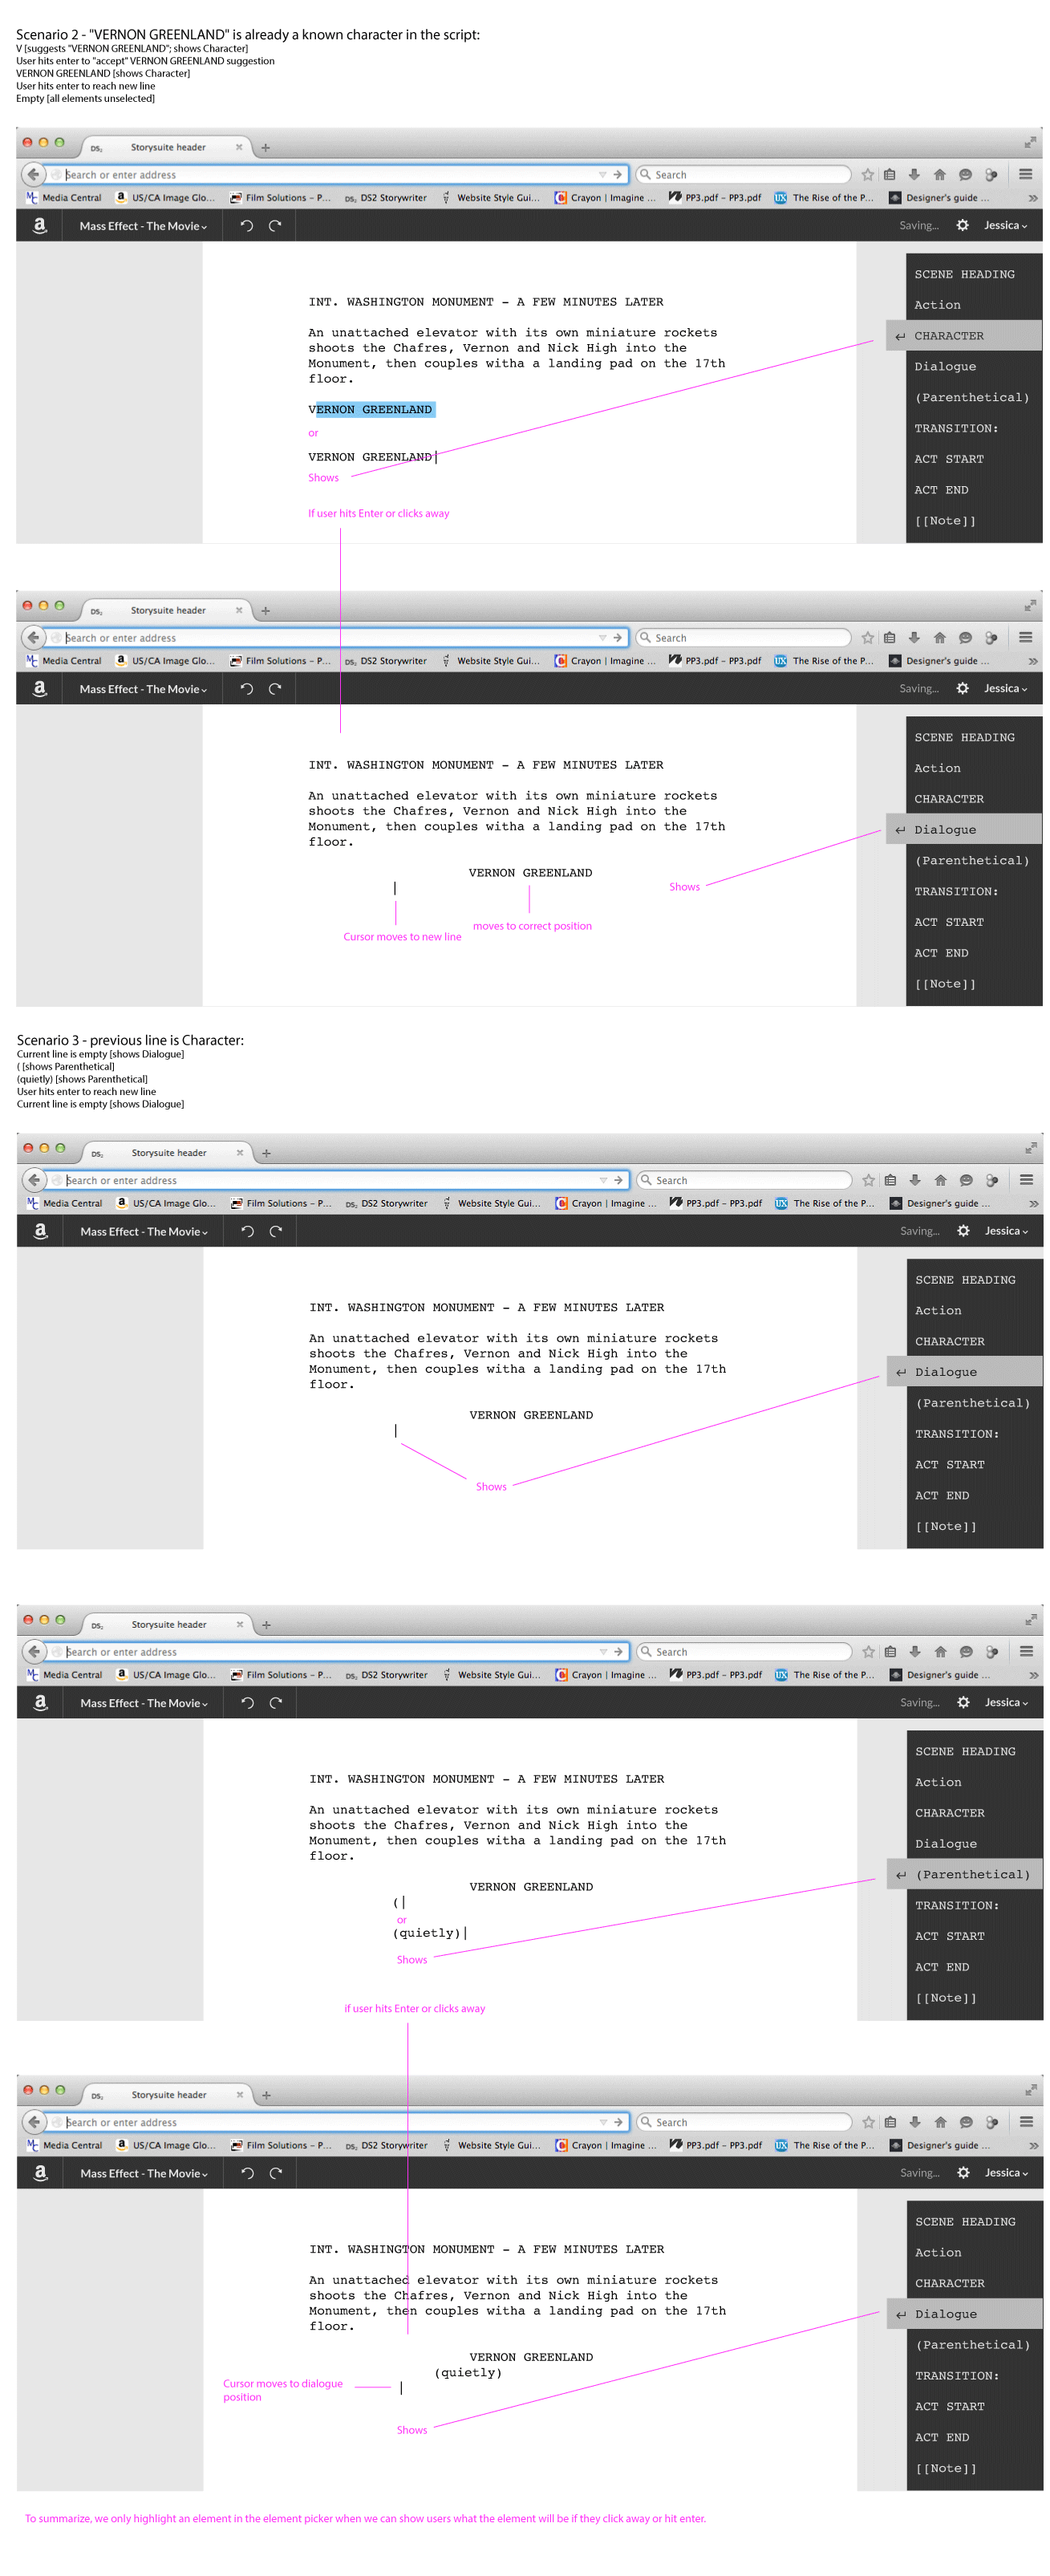 Scenario 2 - "VERNON GREENLAND" is already a known character in the script:
V [suggests "VERNON GREENLAND"; shows Character]
User hits enter to "accept" VERNON GREENLAND suggestion
VERNON GREENLAND [shows Character]
User hits enter to reach new line
Empty [all elements unselected]
DS2 Storysuite header
Search or enter address Search
Media Central US/CA Image Glo... Film Solutions – P... DS2 DS2 Storywriter Website Style Gui... Crayon | Imagine ... PP3.pdf – PP3.pdf UX The Rise of the P... Designer's guide ...
a Mass Effect - The Movie Saving... Jessica
SCENE HEADING
Action
CHARACTER
Dialogue
(Parenthetical)
TRANSITION:
ACT START
ACT END
[[Note]]
INT. WASHINGTON MONUMENT – A FEW MINUTES LATER
An unattached elevator with its own miniature rockets
shoots the Chafres, Vernon and Nick High into the
Monument, then couples witha a landing pad on the 17th
floor.
VERNON GREENLAND
or
VERNON GREENLAND
Shows
If user hits Enter or clicks away
DS2 Storysuite header
Search or enter address Search
Media Central US/CA Image Glo... Film Solutions – P... DS2 DS2 Storywriter Website Style Gui... Crayon | Imagine ... PP3.pdf – PP3.pdf UX The Rise of the P... Designer's guide ...
a Mass Effect - The Movie Saving... Jessica
SCENE HEADING
Action
CHARACTER
Dialogue
(Parenthetical)
TRANSITION:
ACT START
ACT END
[[Note]]
INT. WASHINGTON MONUMENT – A FEW MINUTES LATER
An unattached elevator with its own miniature rockets
shoots the Chafres, Vernon and Nick High into the
Monument, then couples witha a landing pad on the 17th
floor.
VERNON GREENLAND
Shows
moves to correct position
Cursor moves to new line
Scenario 3 - previous line is Character:
Current line is empty [shows Dialogue]
( [shows Parenthetical]
(quietly) [shows Parenthetical]
User hits enter to reach new line
Current line is empty [shows Dialogue]
DS2 Storysuite header
Search or enter address Search
Media Central US/CA Image Glo... Film Solutions – P... DS2 DS2 Storywriter Website Style Gui... Crayon | Imagine ... PP3.pdf – PP3.pdf UX The Rise of the P... Designer's guide ...
a Mass Effect - The Movie Saving... Jessica
SCENE HEADING
Action
CHARACTER
Dialogue
(Parenthetical)
TRANSITION:
ACT START
ACT END
[[Note]]
INT. WASHINGTON MONUMENT – A FEW MINUTES LATER
An unattached elevator with its own miniature rockets
shoots the Chafres, Vernon and Nick High into the
Monument, then couples witha a landing pad on the 17th
floor.
VERNON GREENLAND
Shows
DS2 Storysuite header
Search or enter address Search
Media Central US/CA Image Glo... Film Solutions – P... DS2 DS2 Storywriter Website Style Gui... Crayon | Imagine ... PP3.pdf – PP3.pdf UX The Rise of the P... Designer's guide ...
a Mass Effect - The Movie Saving... Jessica
SCENE HEADING
Action
CHARACTER
Dialogue
(Parenthetical)
TRANSITION:
ACT START
ACT END
[[Note]]
INT. WASHINGTON MONUMENT – A FEW MINUTES LATER
An unattached elevator with its own miniature rockets
shoots the Chafres, Vernon and Nick High into the
Monument, then couples witha a landing pad on the 17th
floor.
VERNON GREENLAND
(
or
(quietly)
Shows
if user hits Enter or clicks away
DS2 Storysuite header
Search or enter address Search
Media Central US/CA Image Glo... Film Solutions – P... DS2 DS2 Storywriter Website Style Gui... Crayon | Imagine ... PP3.pdf – PP3.pdf UX The Rise of the P... Designer's guide ...
a Mass Effect - The Movie Saving... Jessica
SCENE HEADING
Action
CHARACTER
Dialogue
(Parenthetical)
TRANSITION:
ACT START
ACT END
[[Note]]
INT. WASHINGTON MONUMENT – A FEW MINUTES LATER
An unattached elevator with its own miniature rockets
shoots the Chafres, Vernon and Nick High into the
Monument, then couples witha a landing pad on the 17th
floor.
VERNON GREENLAND
(quietly)
Cursor moves to dialogue
position
Shows
To summarize, we only highlight an element in the element picker when we can show users what the element will be if they click away or hit enter.